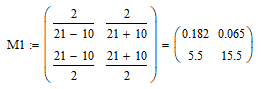 M1 := ( 2/(21 − 10) 2/(21 + 10) ; (21 − 10)/2 (21 + 10)/2 ) = ( 0.182 0.065 ; 5.5 15.5 )